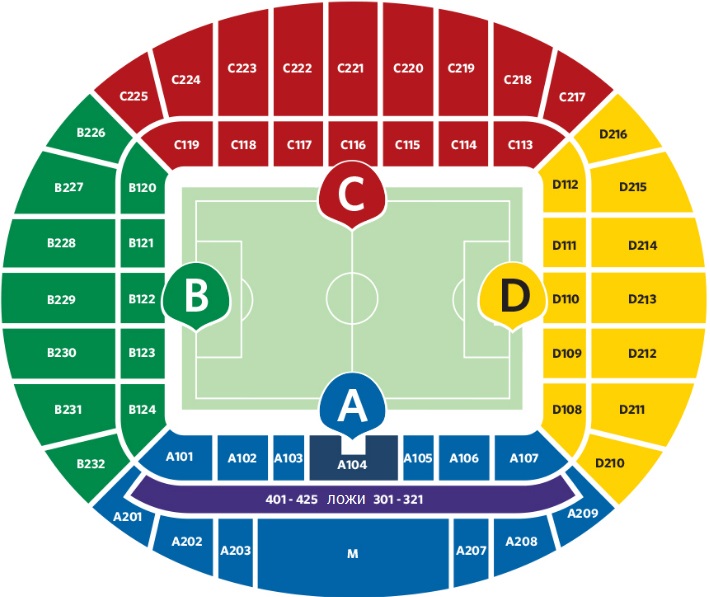 C225 C224 C223 C222 C221 C220 C219 C218 C217
C119 C118 C117 C116 C115 C114 C113
B226 D216
B227 B120 C D112 D215
B228 B121 D111 D214
B229 B122 B D D110 D213
B230 B123 D109 D212
B231 B124 A D108 D211
B232 D210
A101 A102 A103 A104 A105 A106 A107
401 - 425 ЛОЖИ 301 - 321
A201 A202 A203 M A207 A208 A209